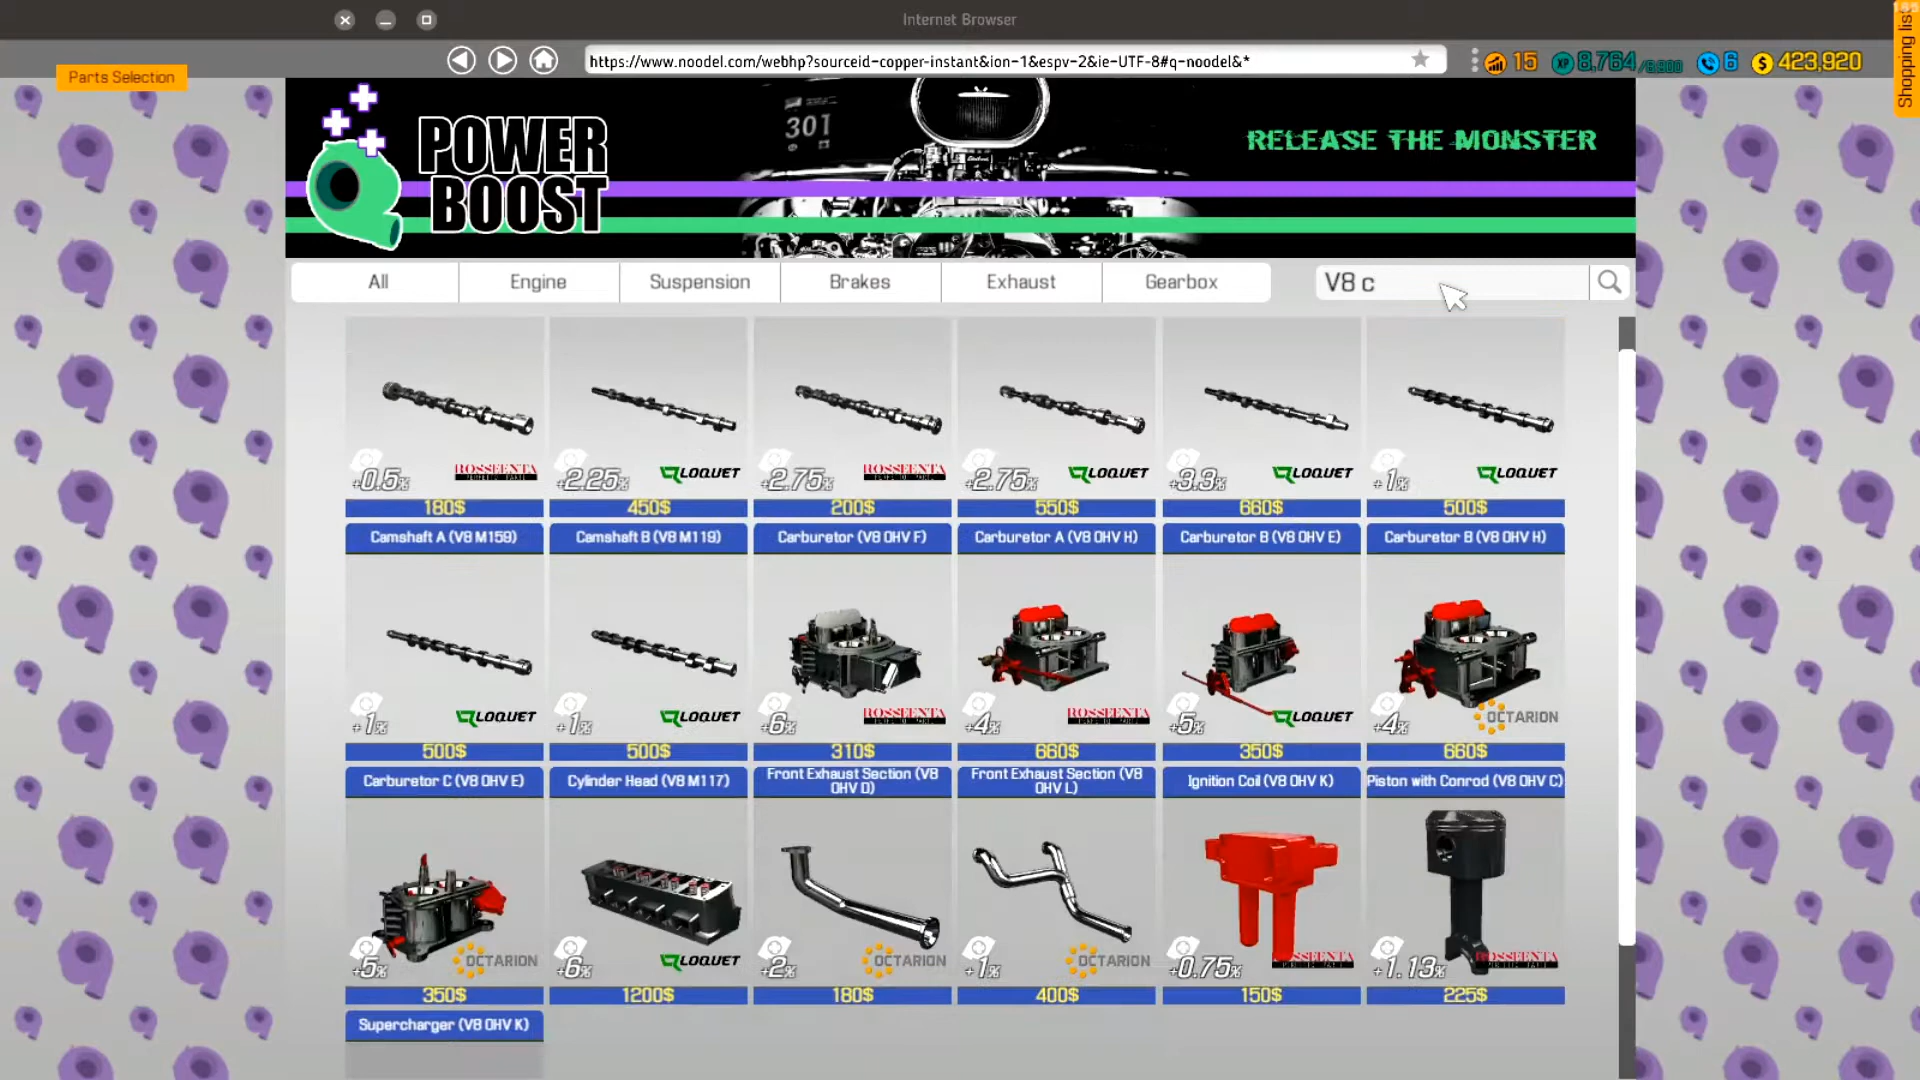 Internet Browser
https://www.noodel.com/webhp?sourceid-copper-instant&ion-1&espv-2&ie-UTF-8#q-noodel&*
15
8,764/6,900
6
423,920
Shopping list
Parts Selection
301
POWER
BOOST
RELEASE THE MONSTER
All
Engine
Suspension
Brakes
Exhaust
Gearbox
V8 c
+0.5%
ROSSEENTA
+2.25%
LOQUET
+2.75%
ROSSEENTA
+2.75%
LOQUET
+3.3%
LOQUET
+1%
LOQUET
180$
450$
200$
550$
660$
500$
Camshaft A (V8 M159)
Camshaft B (V8 M119)
Carburetor (V8 OHV F)
Carburetor A (V8 OHV H)
Carburetor B (V8 OHV E)
Carburetor B (V8 OHV H)
+1%
LOQUET
+1%
LOQUET
+6%
ROSSEENTA
+4%
ROSSEENTA
+5%
LOQUET
+4%
OCTARION
500$
500$
310$
660$
350$
660$
Carburetor C (V8 OHV E)
Cylinder Head (V8 M117)
Front Exhaust Section (V8
OHV D)
Front Exhaust Section (V8
OHV L)
Ignition Coil (V8 OHV K)
Piston with Conrod (V8 OHV C)
+5%
OCTARION
+6%
LOQUET
+2%
OCTARION
+1%
OCTARION
+0.75%
ROSSEENTA
+1.13%
ROSSEENTA
350$
1200$
180$
400$
150$
225$
Supercharger (V8 OHV K)